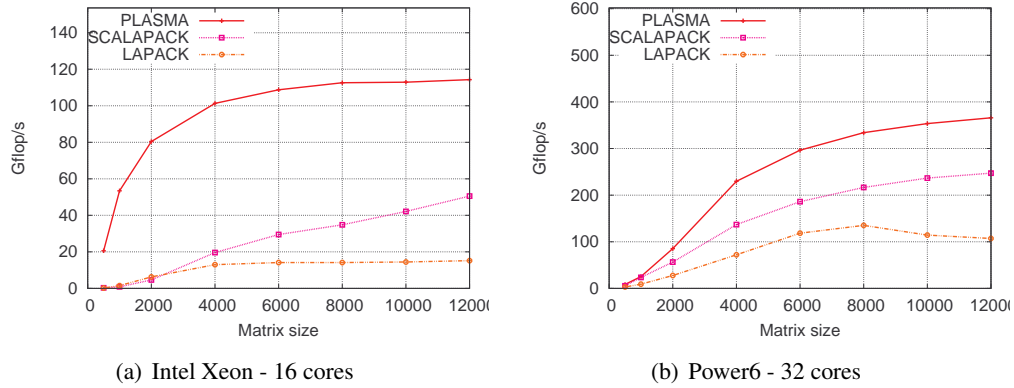 PLASMA
SCALAPACK
LAPACK
140
120
100
80
60
40
20
0
Gflop/s
0 2000 4000 6000 8000 10000 1200
Matrix size
(a) Intel Xeon - 16 cores
PLASMA
SCALAPACK
LAPACK
600
500
400
300
200
100
0
Gflop/s
0 2000 4000 6000 8000 10000 1200
Matrix size
(b) Power6 - 32 cores